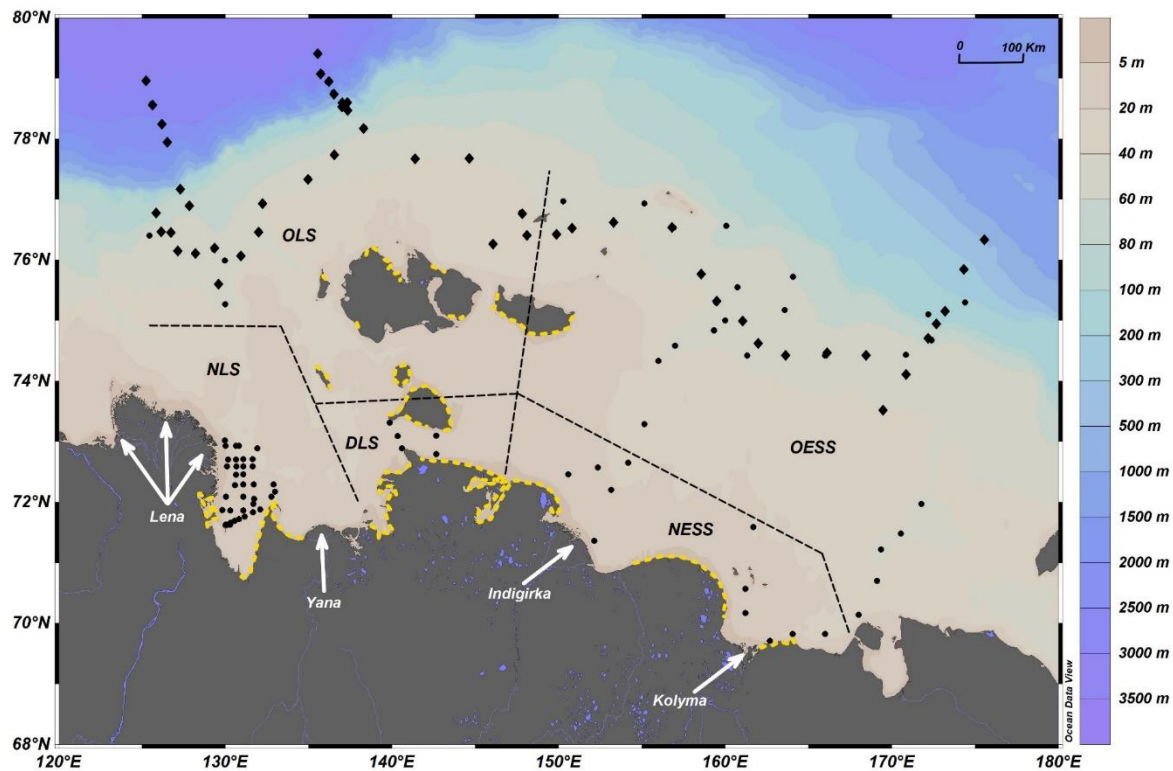 80°N
78°N
76°N
74°N
72°N
70°N
68°N
120°E
130°E
140°E
150°E
160°E
170°E
180°E
0 100 Km
OLS
NLS
DLS
OESS
NESS
Lena
Yana
Indigirka
Kolyma
Ocean Data View
5 m
20 m
40 m
60 m
80 m
100 m
200 m
300 m
500 m
1000 m
1500 m
2000 m
2500 m
3000 m
3500 m